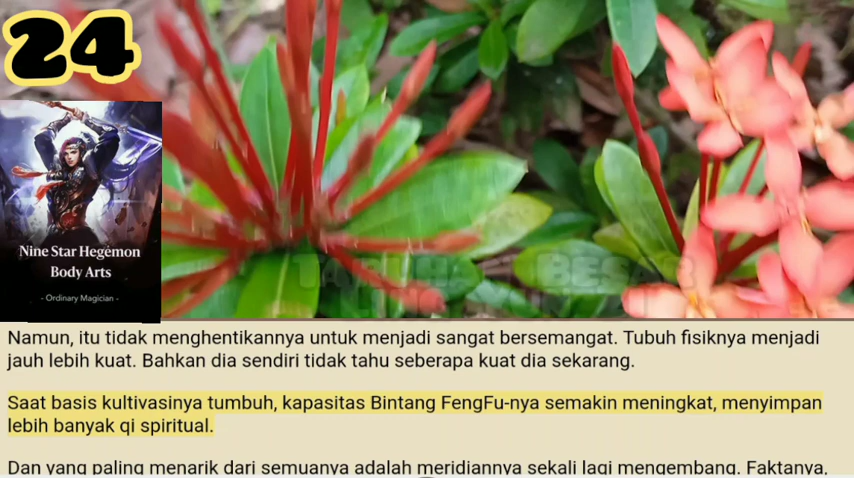 24
Nine Star Hegemon
Body Arts
- Ordinary Magician -
Namun, itu tidak menghentikannya untuk menjadi sangat bersemangat. Tubuh fisiknya menjadi
jauh lebih kuat. Bahkan dia sendiri tidak tahu seberapa kuat dia sekarang.
Saat basis kultivasinya tumbuh, kapasitas Bintang FengFu-nya semakin meningkat, menyimpan
lebih banyak qi spiritual.
Dan yang paling menarik dari semuanya adalah meridiannya sekali lagi mengembang. Faktanya,